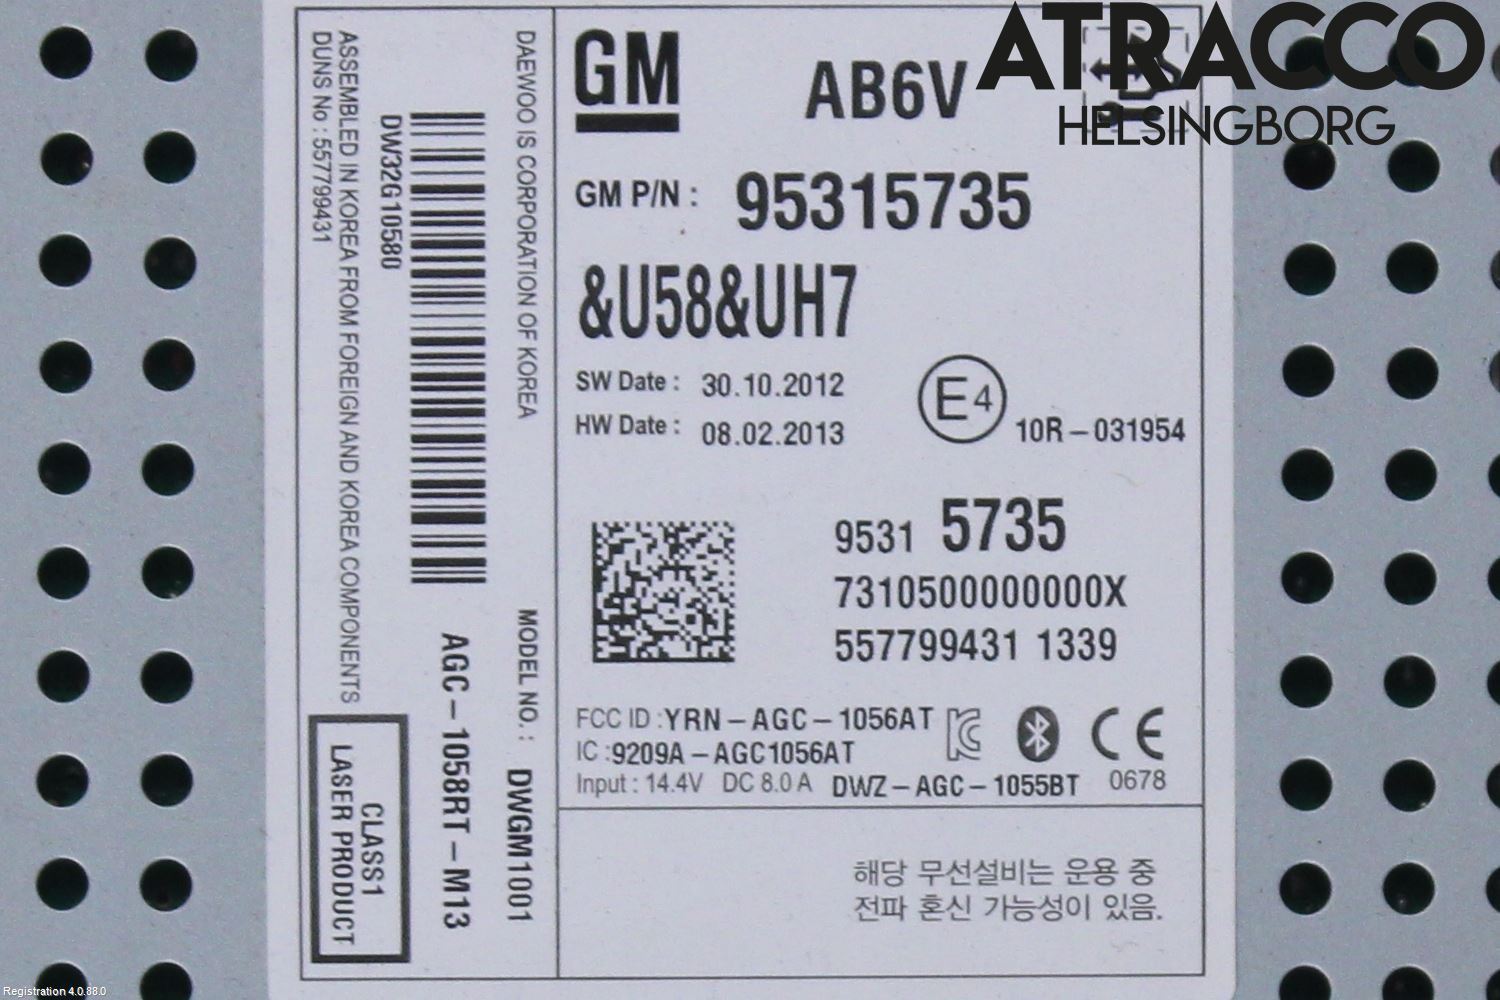 ATRACCO
HELSINGBORG
GM
AB6V
GM P/N : 95315735
&U58&UH7
SW Date : 30.10.2012
HW Date : 08.02.2013
E4
10R-031954
9531 5735
7310500000000X
557799431 1339
FCC ID :YRN-AGC-1056AT
IC :9209A-AGC1056AT
Input : 14.4V DC 8.0 A DWZ-AGC-1055BT
CE
0678
해당 무선설비는 운용 중
전파 혼신 가능성이 있음.
DAEWOO IS CORPORATION OF KOREA
MODEL NO. : DWGM1001
AGC-1058RT-M13
DW32G10580
ASSEMBLED IN KOREA FROM FOREIGN AND KOREA COMPONENTS
DUNS No : 557799431
CLASS1
LASER PRODUCT
Registration 4.0.88.0